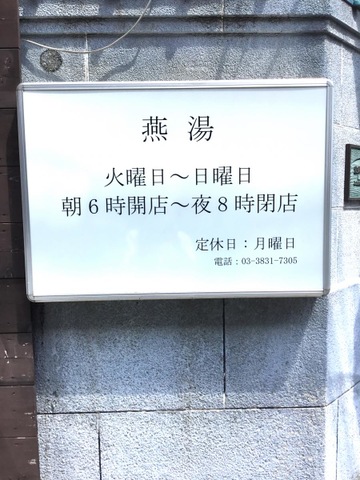 燕 湯
火曜日～日曜日
朝６時開店～夜８時閉店
定休日：月曜日
電話：03-3831-7305